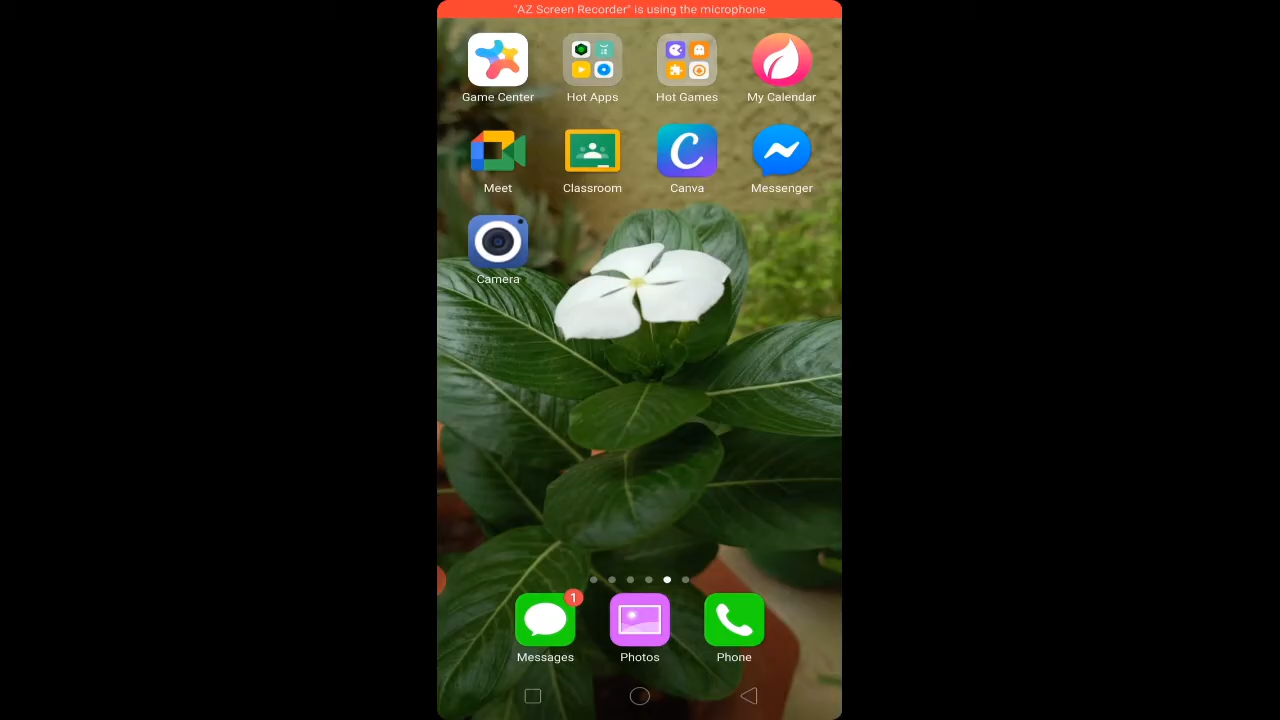 "AZ Screen Recorder" is using the microphone
Game Center
Hot Apps
Hot Games
My Calendar
Meet
Classroom
Canva
Messenger
Camera
1
Messages
Photos
Phone